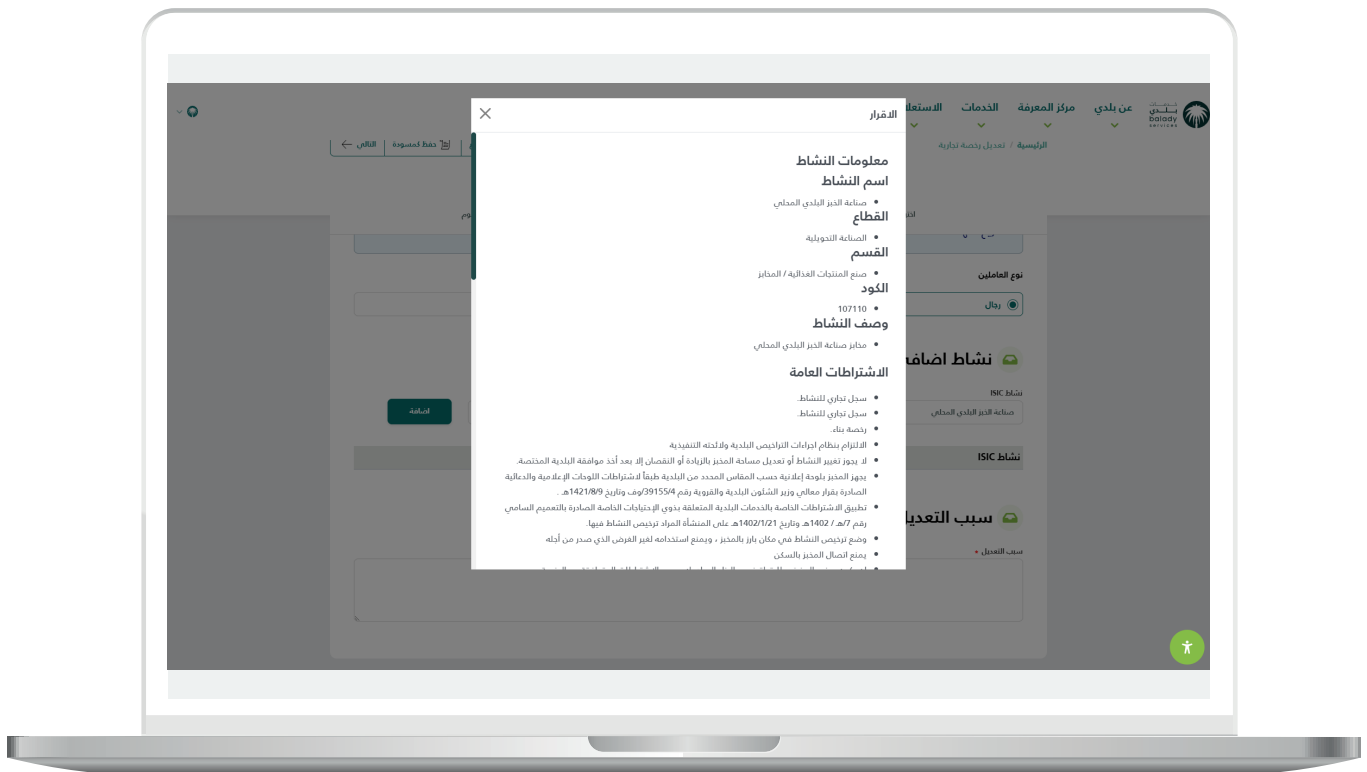 خدمات
بلدي
balady
services
عن بلدي
مركز المعرفة
الخدمات
الرئيسية / تعديل رخصة تجارية
حفظ كمسودة
التالي
نوع العاملين
رجال
نشاط
نشاط ISIC
صناعة الخبز البلدي المحلي
اضافة
نشاط ISIC
سبب
سبب التعديل *
الاقرار
معلومات النشاط
اسم النشاط
صناعة الخبز البلدي المحلي
القطاع
الصناعة التحويلية
القسم
صنع المنتجات الغذائية / المخابز
الكود
107110
وصف النشاط
مخابز صناعة الخبز البلدي المحلي
الاشتراطات العامة
سجل تجاري للنشاط.
سجل تجاري للنشاط.
رخصة بناء.
الالتزام بنظام اجراءات التراخيص البلدية ولائحته التنفيذية
لا يجوز تغيير النشاط أو تعديل مساحة المخبز بالزيادة أو النقصان إلا بعد أخذ موافقة البلدية المختصة.
يجهز المخبز بلوحة إعلانية حسب المقاس المحدد من البلدية طبقاً لاشتراطات اللوحات الإعلامية والدعائية
الصادرة بقرار معالي وزير الشئون البلدية والقروية رقم 39155/4/وف وتاريخ 1421/8/9هـ .
تطبيق الاشتراطات الخاصة بالخدمات البلدية المتعلقة بذوي الإحتياجات الخاصة الصادرة بالتعميم السامي
رقم 7/هـ / 1402هـ وتاريخ 1402/1/21هـ على المنشأة المراد ترخيص النشاط فيها.
وضع ترخيص النشاط في مكان بارز بالمخبز ، ويمنع استخدامه لغير الغرض الذي صدر من أجله
يمنع اتصال المخبز بالسكن